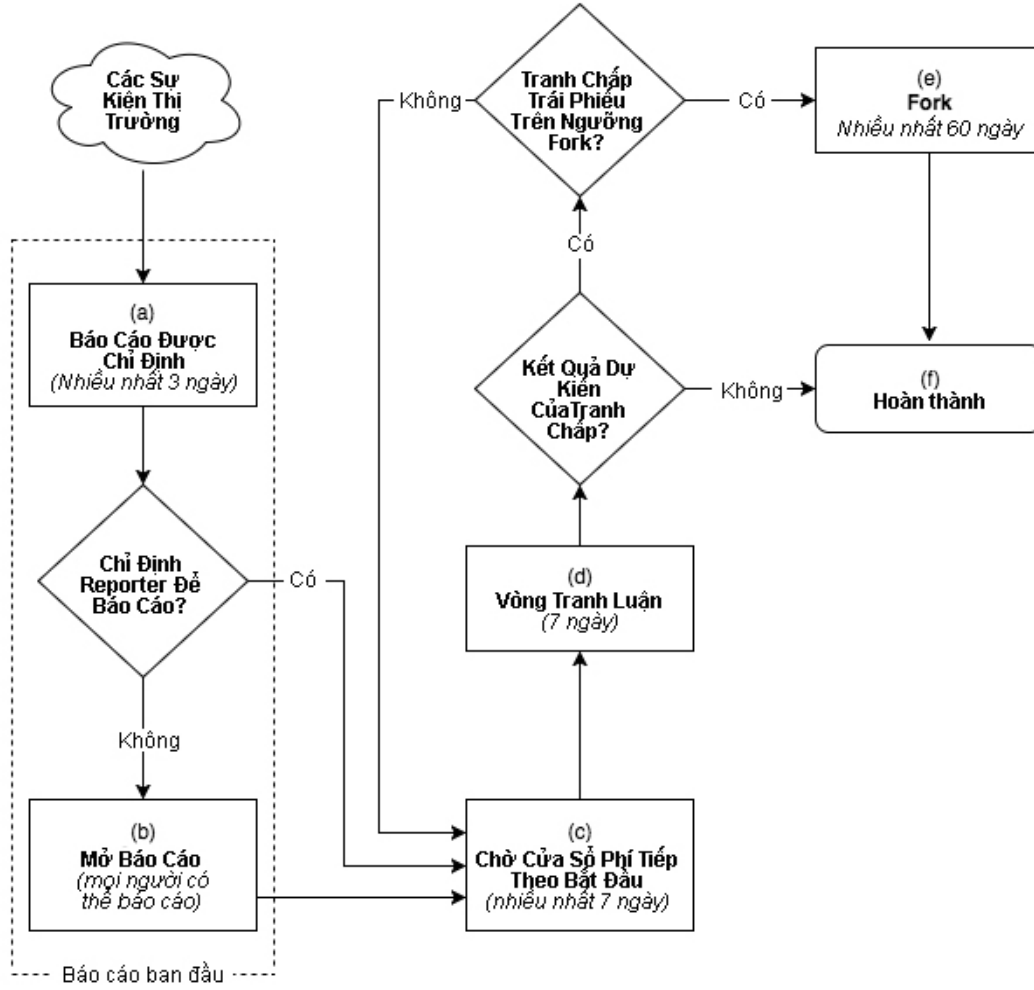 Các Sự
Kiện Thị
Trường
(a)
Báo Cáo Được
Chỉ Định
(Nhiều nhất 3 ngày)
Chỉ Định
Reporter Để
Báo Cáo?
Có
Không
(b)
Mở Báo Cáo
(mọi người có
thể báo cáo)
Báo cáo ban đầu
(c)
Chờ Cửa Sổ Phí Tiếp
Theo Bắt Đầu
(nhiều nhất 7 ngày)
(d)
Vòng Tranh Luận
(7 ngày)
Kết Quả Dự
Kiến
CủaTranh
Chấp?
Không
Có
Tranh Chấp
Trái Phiếu
Trên Ngưỡng
Fork?
Không
Có
(e)
Fork
Nhiều nhất 60 ngày
(f)
Hoàn thành